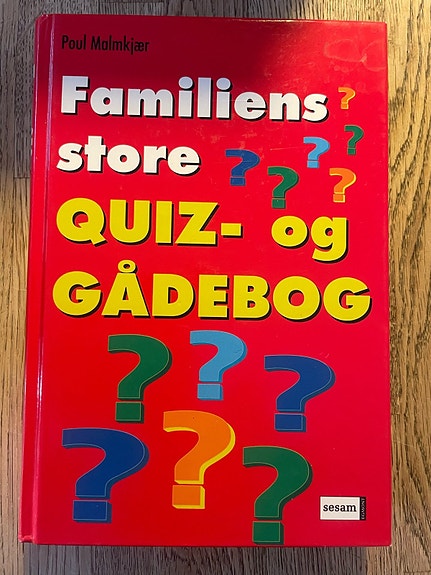 Poul Malmkjær
Familiens
store
QUIZ- og
GÅDEBOG
sesam